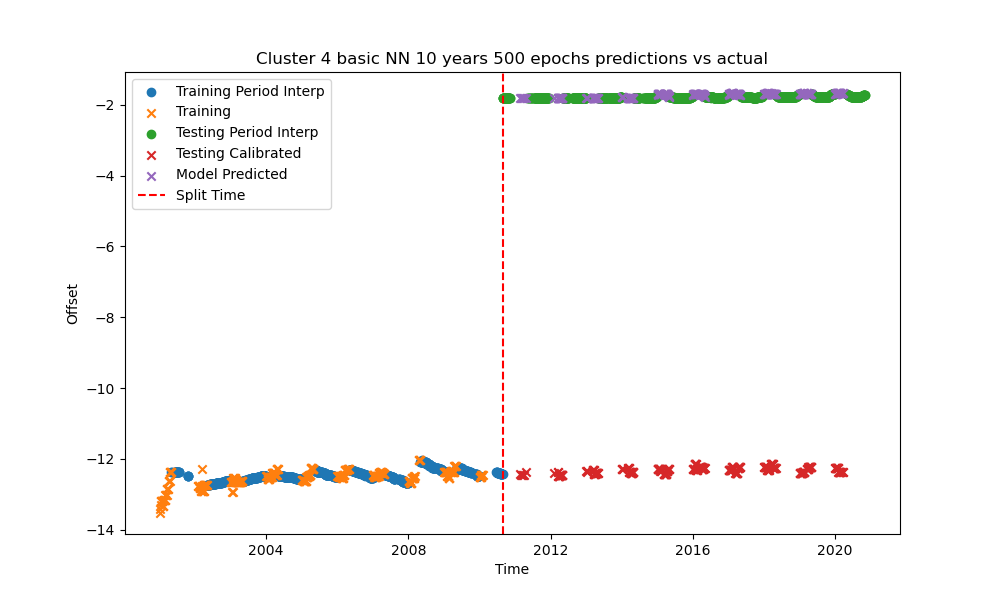 Cluster 4 basic NN 10 years 500 epochs predictions vs actual
Training Period Interp
Training
Testing Period Interp
Testing Calibrated
Model Predicted
Split Time
Offset
−2
−4
−6
−8
−10
−12
−14
2004 2008 2012 2016 2020
Time